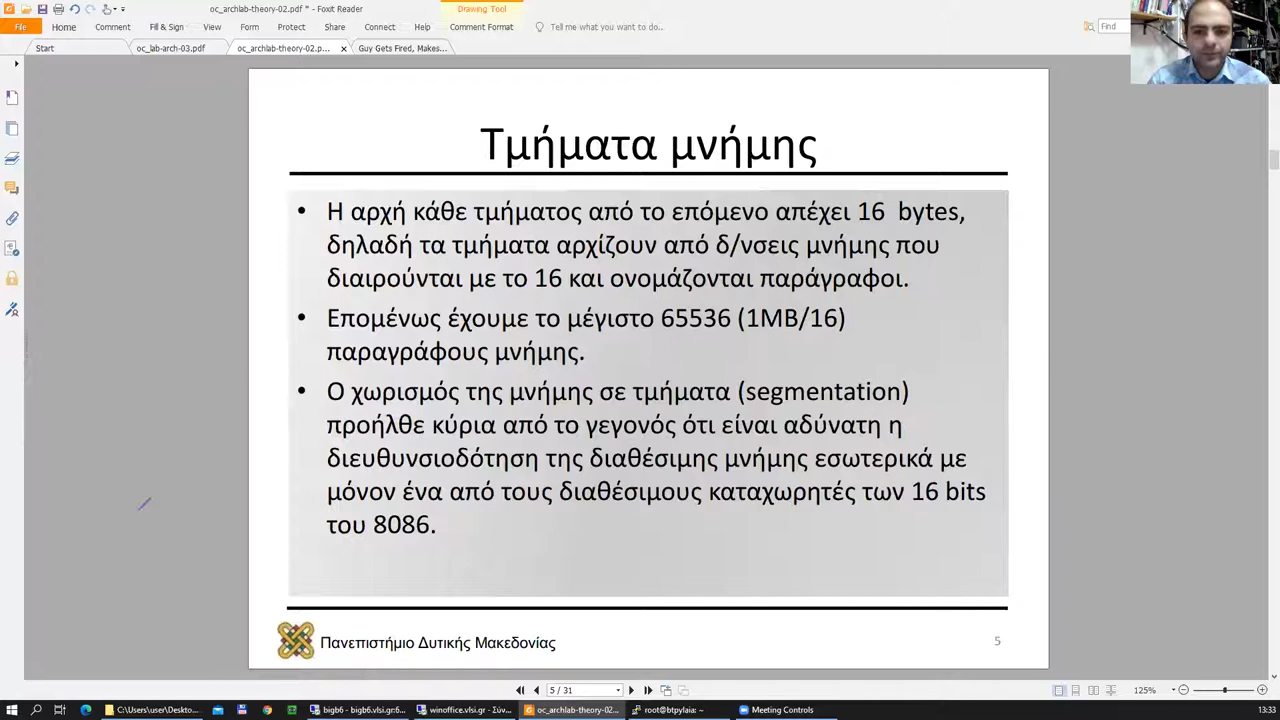 oc_archlab-theory-02.pdf * - Foxit Reader
Drawing Tool
File Home Comment Fill & Sign View Form Protect Share Connect Help Comment Format Tell me what you want to do... Find
Start oc_lab-arch-03.pdf oc_archlab-theory-02.p... Guy Gets Fired, Makes...
Τμήματα μνήμης
• Η αρχή κάθε τμήματος από το επόμενο απέχει 16 bytes,
δηλαδή τα τμήματα αρχίζουν από δ/νσεις μνήμης που
διαιρούνται με το 16 και ονομάζονται παράγραφοι.
• Επομένως έχουμε το μέγιστο 65536 (1MB/16)
παραγράφους μνήμης.
• Ο χωρισμός της μνήμης σε τμήματα (segmentation)
προήλθε κύρια από το γεγονός ότι είναι αδύνατη η
διευθυνσιοδότηση της διαθέσιμης μνήμης εσωτερικά με
μόνον ένα από τους διαθέσιμους καταχωρητές των 16 bits
του 8086.
Πανεπιστήμιο Δυτικής Μακεδονίας
5
5 / 31
125%
C:\Users\user\Deskto... bigb6 - bigb6.vlsi.gr:6... winoffice.vlsi.gr - Σύν... oc_archlab-theory-02... root@btpylaia: ~ Meeting Controls
13:33